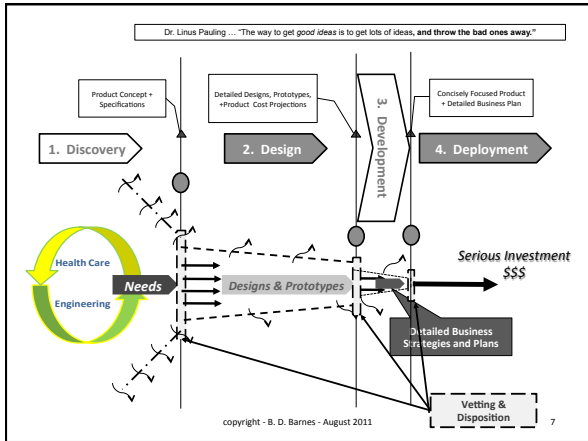 Dr. Linus Pauling … “The way to get good ideas is to get lots of ideas, and throw the bad ones away.”
Product Concept +
Specifications
Detailed Designs, Prototypes,
+Product Cost Projections
Concisely Focused Product
+ Detailed Business Plan
1. Discovery
2. Design
3. Development
4. Deployment
Health Care
Engineering
Needs
Designs & Prototypes
Serious Investment
$$$
Detailed Business
Strategies and Plans
Vetting &
Disposition
copyright - B. D. Barnes - August 2011
7